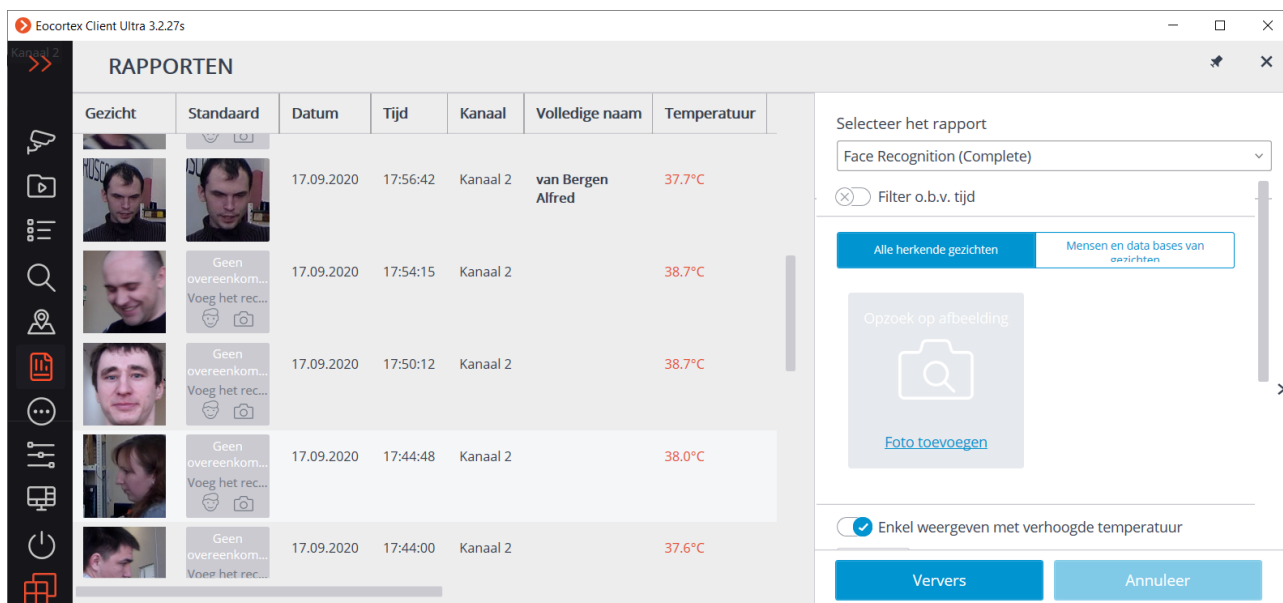 Eocortex Client Ultra 3.2.27s
Kanaal 2
RAPPORTEN
Gezicht Standaard Datum Tijd Kanaal Volledige naam Temperatuur
17.09.2020 17:56:42 Kanaal 2 van Bergen 37.7°C
Alfred
Geen
overeenkom...
Voeg het rec...
17.09.2020 17:54:15 Kanaal 2 38.7°C
Geen
overeenkom...
Voeg het rec...
17.09.2020 17:50:12 Kanaal 2 38.7°C
Geen
overeenkom...
Voeg het rec...
17.09.2020 17:44:48 Kanaal 2 38.0°C
Geen
overeenkom...
Voeg het rec...
17.09.2020 17:44:00 Kanaal 2 37.6°C
Selecteer het rapport
Face Recognition (Complete)
Filter o.b.v. tijd
Alle herkende gezichten
Mensen en data bases van
gezichten
Opzoek op afbeelding
Foto toevoegen
Enkel weergeven met verhoogde temperatuur
Ververs Annuleer